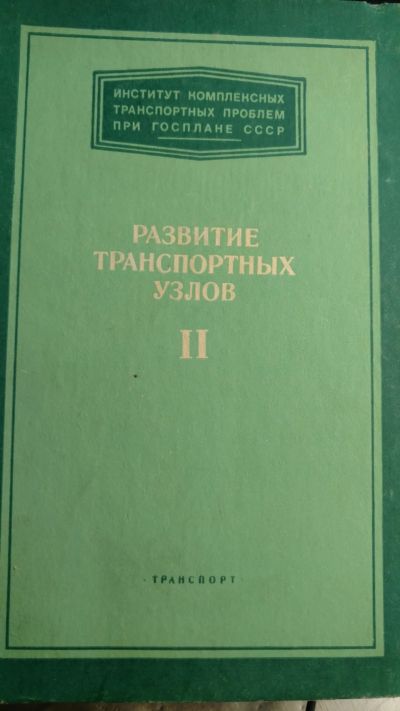 ИНСТИТУТ КОМПЛЕКСНЫХ
ТРАНСПОРТНЫХ ПРОБЛЕМ
ПРИ ГОСПЛАНЕ СССР
РАЗВИТИЕ
ТРАНСПОРТНЫХ
УЗЛОВ
II
· ТРАНСПОРТ ·